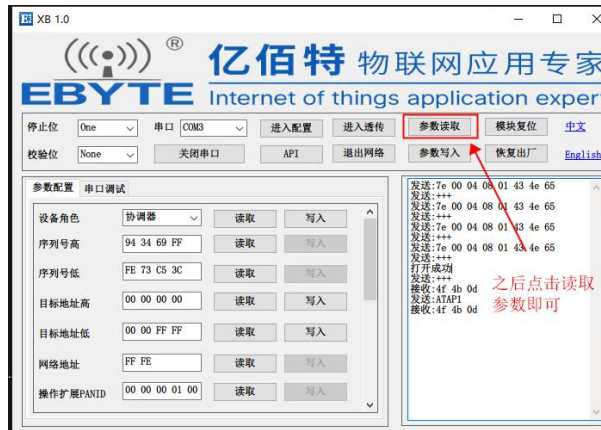 XB 1.0
®
亿佰特 物联网应用专家
EBYTE Internet of things application exper
停止位 One 串口 COM3 进入配置 进入透传 参数读取 模块复位 中文
校验位 None 关闭串口 API 退出网络 参数写入 恢复出厂 English
参数配置 串口调试
设备角色 协调器 读取 写入
序列号高 94 34 69 FF 读取 写入
序列号低 FE 73 C5 3C 读取 写入
目标地址高 00 00 00 00 读取 写入
目标地址低 00 00 FF FF 读取 写入
网络地址 FF FE 读取 写入
操作扩展PANID 00 00 00 01 00 读取 写入
发送:7e 00 04 08 01 43 4e 65
发送:+++
发送:7e 00 04 08 01 43 4e 65
发送:+++
发送:7e 00 04 08 01 43 4e 65
发送:+++
发送:7e 00 04 08 01 43 4e 65
发送:+++
打开成功
发送:+++
接收:4f 4b 0d
发送:ATAP1
接收:4f 4b 0d
之后点击读取
参数即可